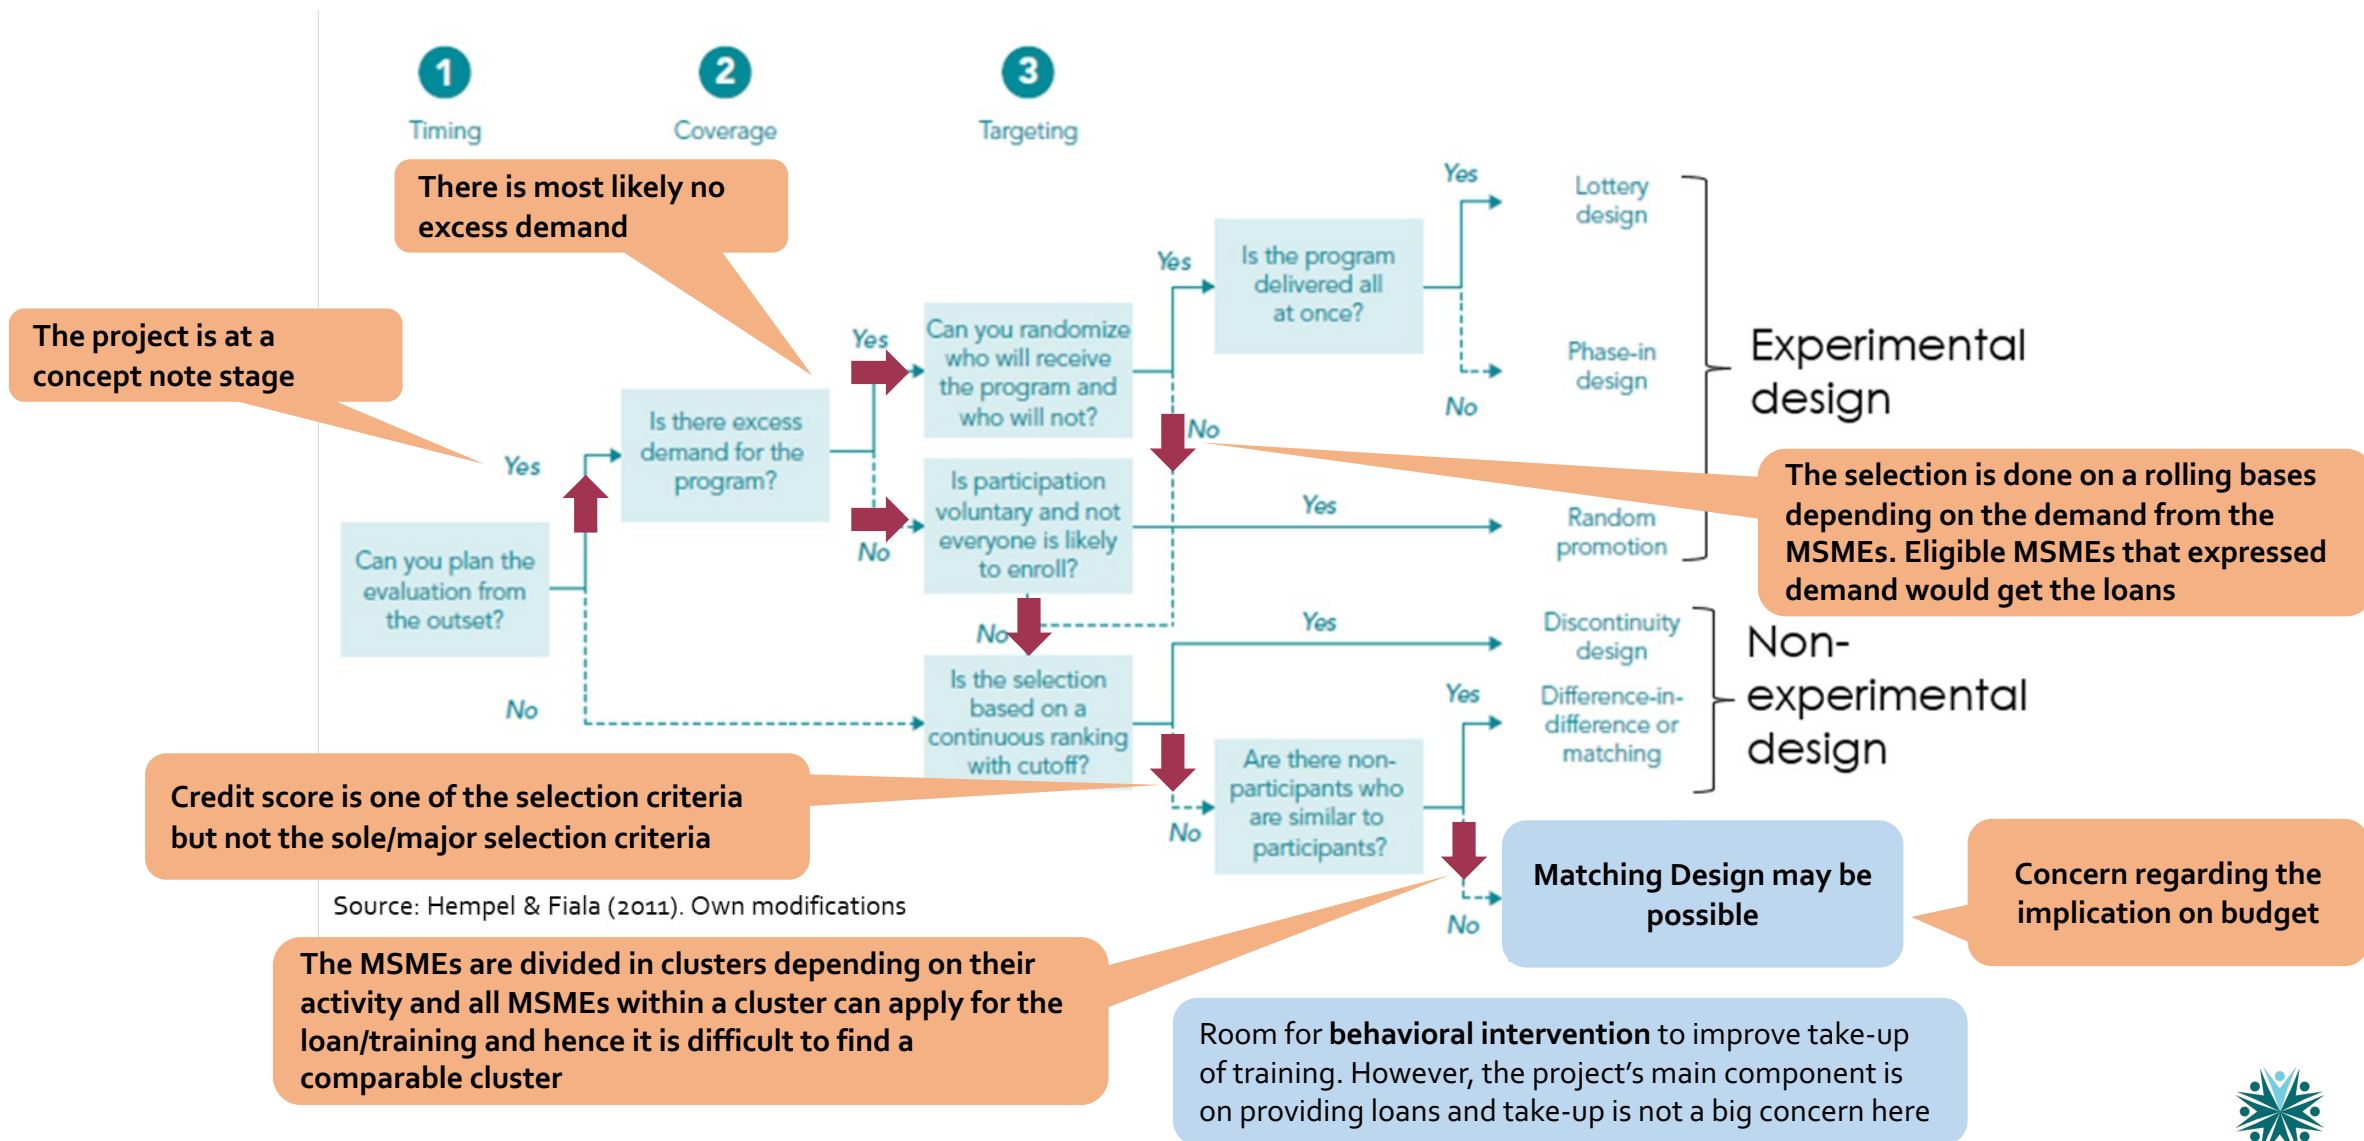 1
Timing
2
Coverage
3
Targeting
There is most likely no
excess demand
The project is at a
concept note stage
Yes
Can you plan the
evaluation from
the outset?
No
Is there excess
demand for the
program?
Yes
No
Can you randomize
who will receive
the program and
who will not?
Yes
No
Is the program
delivered all
at once?
Yes
Lottery
design
No
Phase-in
design
Experimental
design
Is participation
voluntary and not
everyone is likely
to enroll?
Yes
Random
promotion
No
The selection is done on a rolling bases
depending on the demand from the
MSMEs. Eligible MSMEs that expressed
demand would get the loans
Is the selection
based on a
continuous ranking
with cutoff?
Yes
Discontinuity
design
No
Are there non-
participants who
are similar to
participants?
Yes
Difference-in-
difference or
matching
No
Non-
experimental
design
Credit score is one of the selection criteria
but not the sole/major selection criteria
Source: Hempel & Fiala (2011). Own modifications
Matching Design may be
possible
Concern regarding the
implication on budget
The MSMEs are divided in clusters depending on their
activity and all MSMEs within a cluster can apply for the
loan/training and hence it is difficult to find a
comparable cluster
Room for behavioral intervention to improve take-up
of training. However, the project's main component is
on providing loans and take-up is not a big concern here